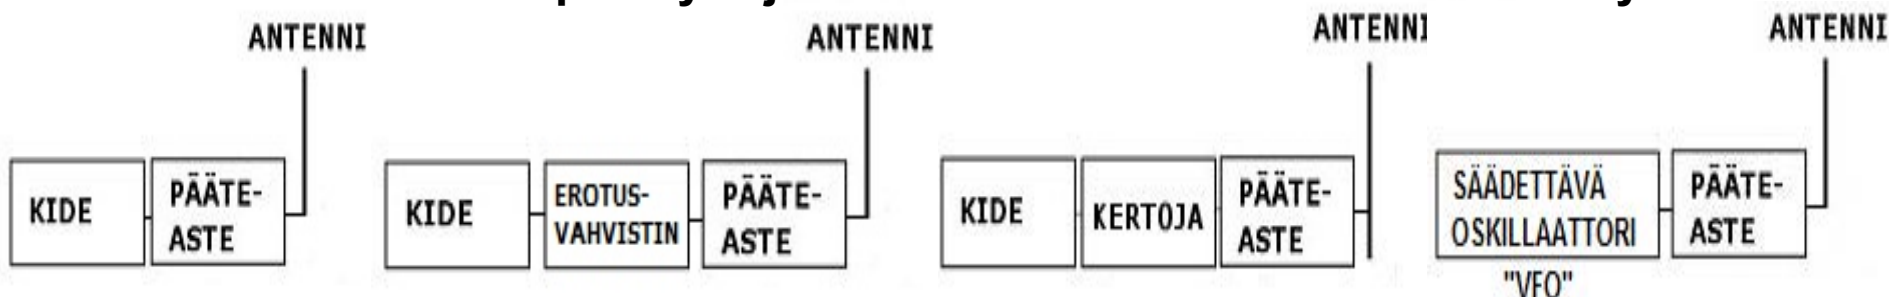 ANTENNI
KIDE
PÄÄTE-
ASTE
ANTENNI
KIDE
EROTUS-
VAHVISTIN
PÄÄTE-
ASTE
ANTENNI
KIDE
KERTOJA
PÄÄTE-
ASTE
ANTENNI
SÄÄDETTÄVÄ
OSKILLAATTORI
"VFO"
PÄÄTE-
ASTE